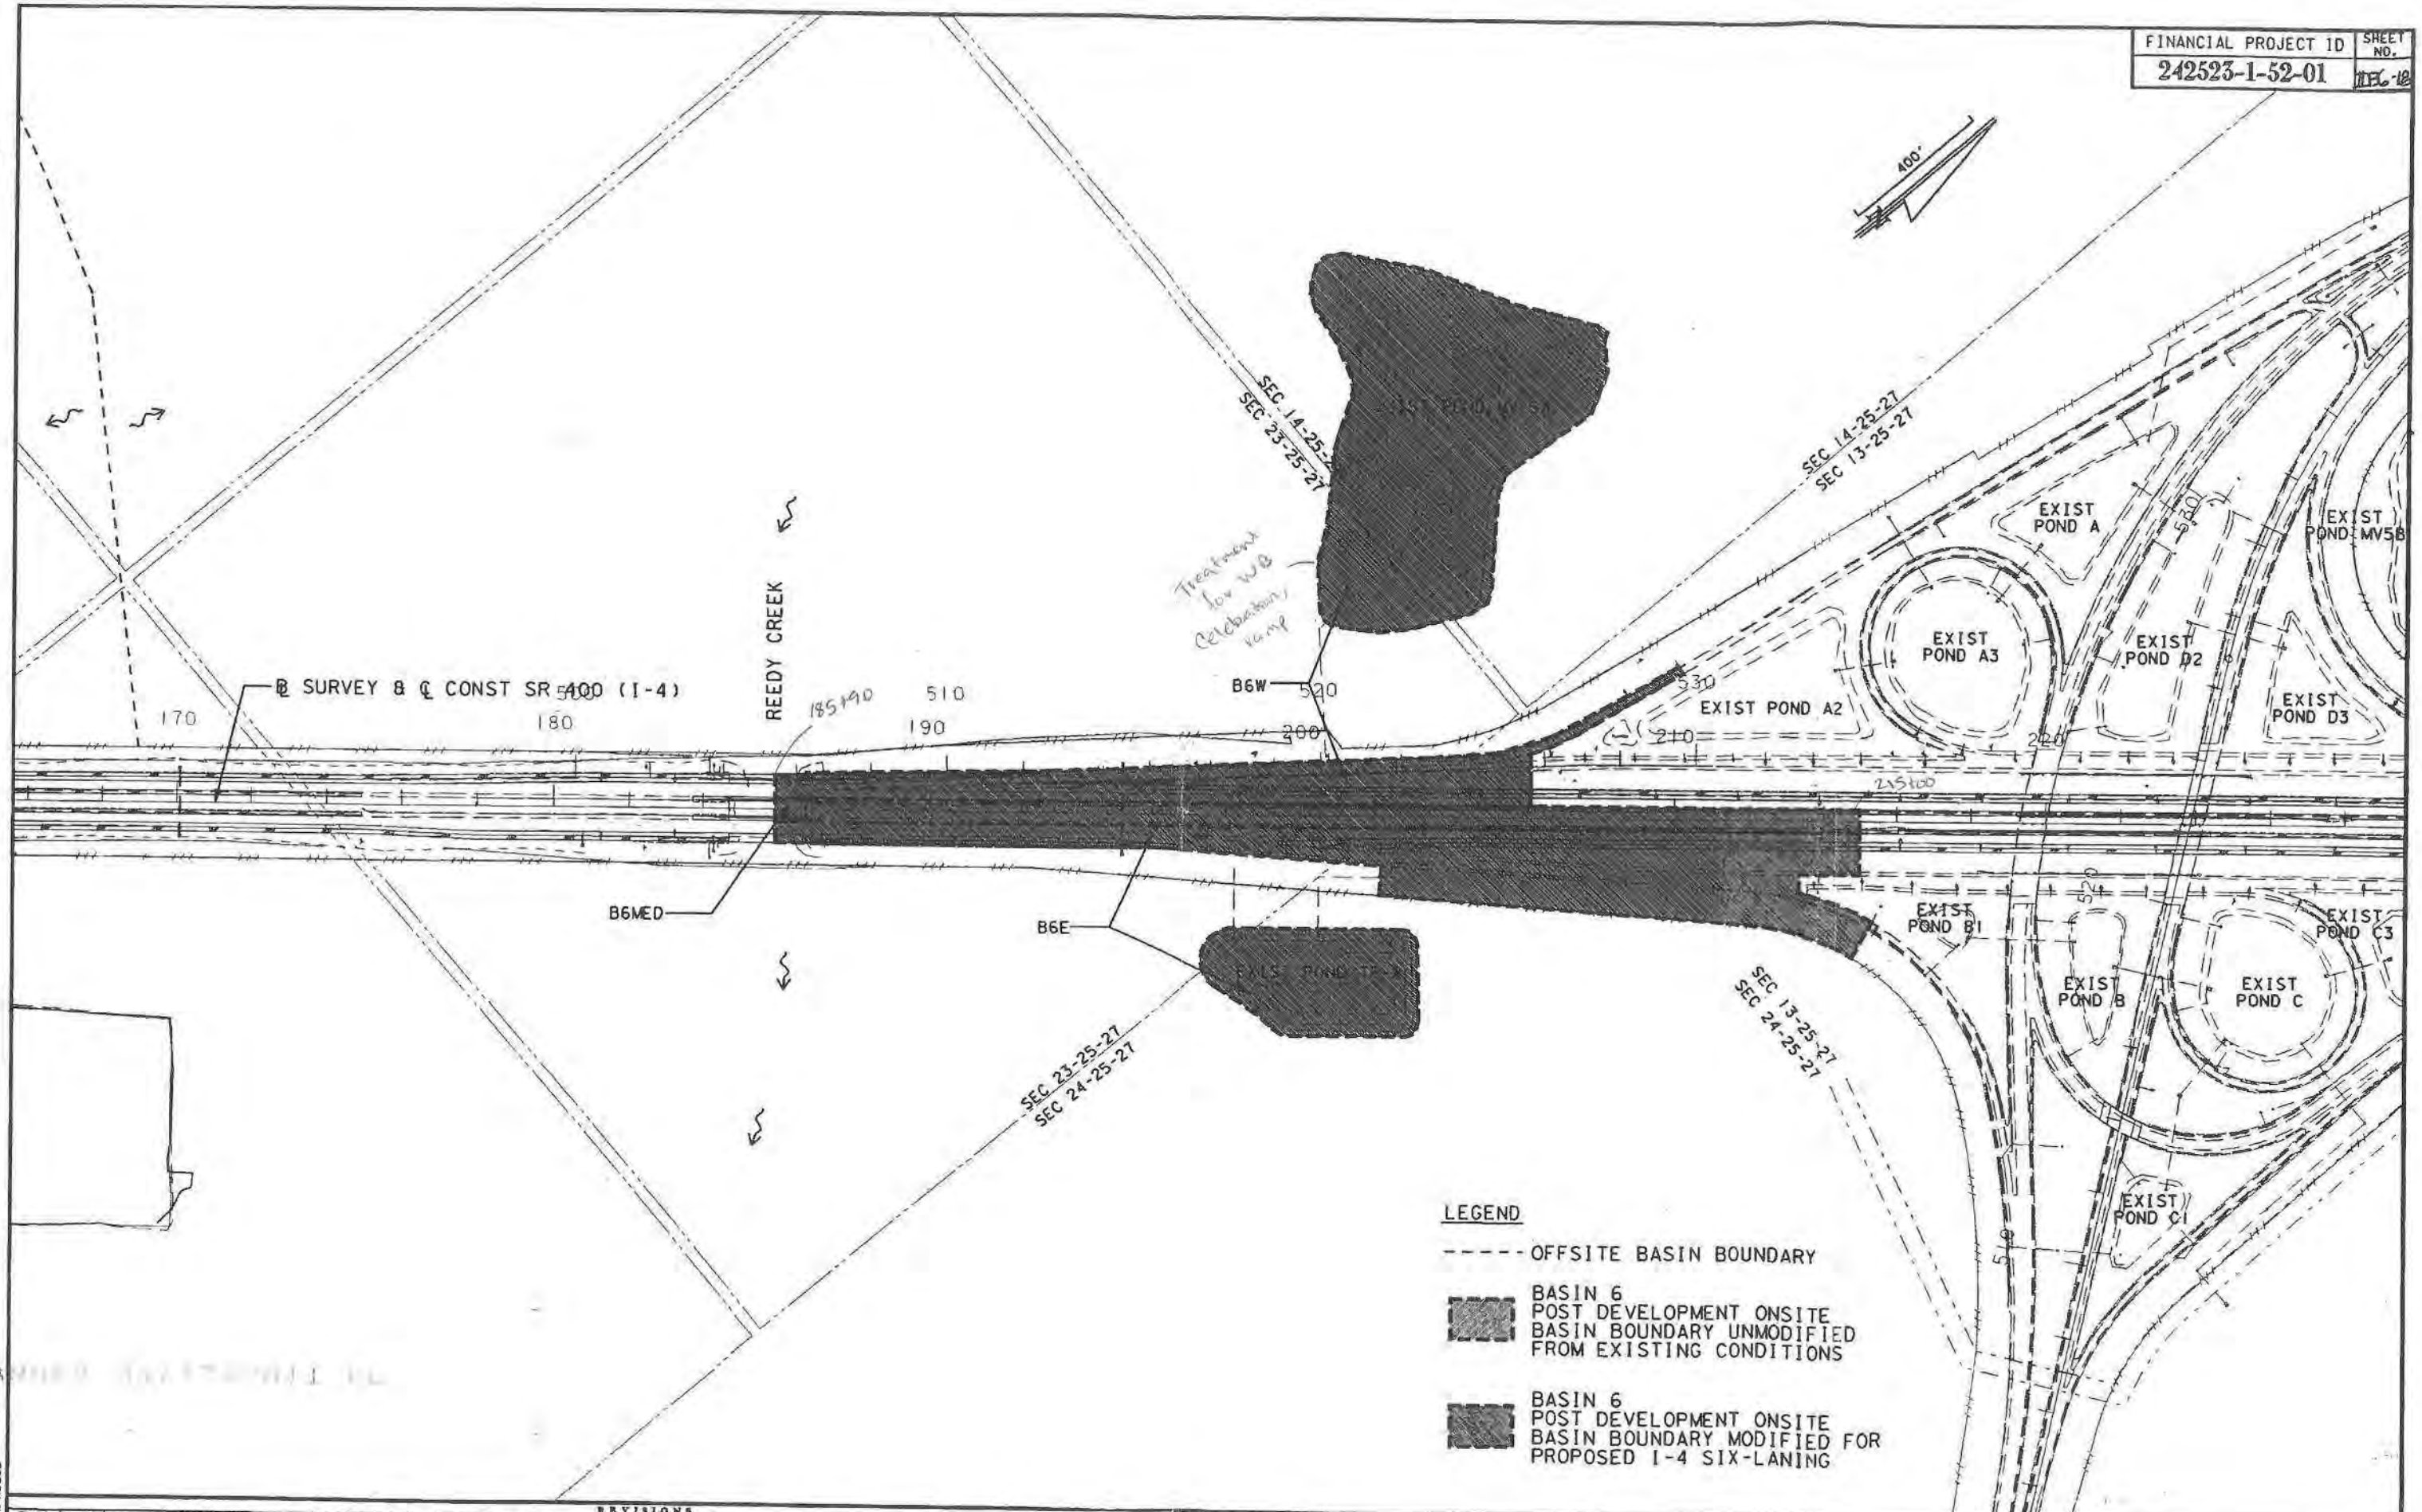 FINANCIAL PROJECT ID
SHEET
NO.
242523-1-52-01
400'
SEC 14-25-2
SEC 23-25-27
SEC 14-25-27
SEC 13-25-27
EXIST
POND A
530
EXIST
POND MV5B
Treatment
for WB
Celebration
ramp
REEDY CREEK
EXIST
POND A3
EXIST
POND D2
℄ SURVEY & ℄ CONST SR 400 (I-4)
500
510
B6W
520
530
EXIST POND A2
EXIST
POND D3
170
180
185+90
190
200
210
220
215+00
B6MED
B6E
EXIST POND
EXIST
POND B1
520
EXIST
POND C3
EXIST
POND B
EXIST
POND C
SEC 23-25-27
SEC 24-25-27
SEC 13-25-27
SEC 24-25-27
EXIST
POND C1
510
LEGEND
OFFSITE BASIN BOUNDARY
BASIN 6
POST DEVELOPMENT ONSITE
BASIN BOUNDARY UNMODIFIED
FROM EXISTING CONDITIONS
BASIN 6
POST DEVELOPMENT ONSITE
BASIN BOUNDARY MODIFIED FOR
PROPOSED I-4 SIX-LANING
REVISIONS